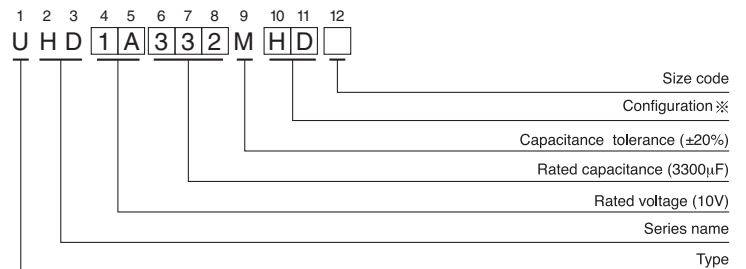 1 2 3 4 5 6 7 8 9 10 11 12
U H D 1 A 3 3 2 M H D
Size code
Configuration※
Capacitance tolerance (±20%)
Rated capacitance (3300μF)
Rated voltage (10V)
Series name
Type